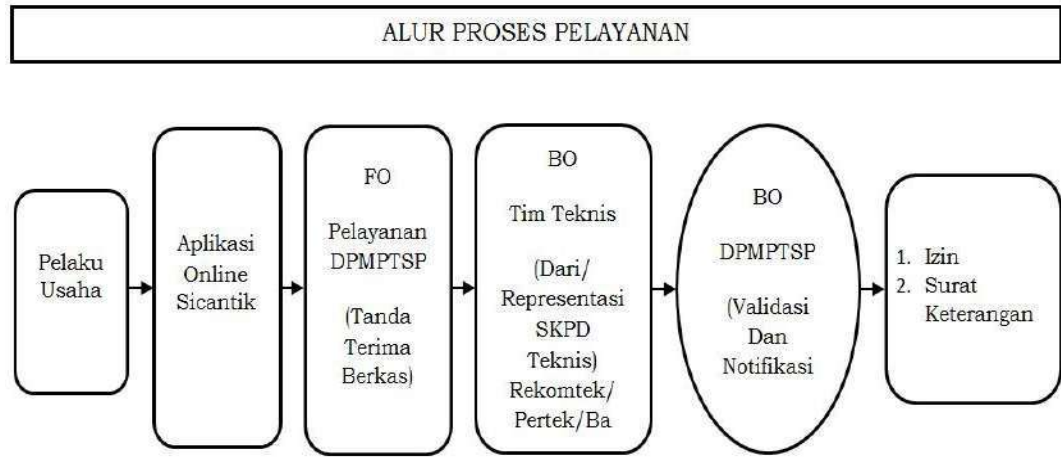 ALUR PROSES PELAYANAN
Pelaku
Usaha
Aplikasi
Online
Sicantik
FO
Pelayanan
DPMPTSP
(Tanda
Terima
Berkas)
BO
Tim Teknis
(Dari/
Representasi
SKPD
Teknis)
Rekomtek/
Pertek/Ba
BO
DPMPTSP
(Validasi
Dan
Notifikasi
1. Izin
2. Surat
Keterangan